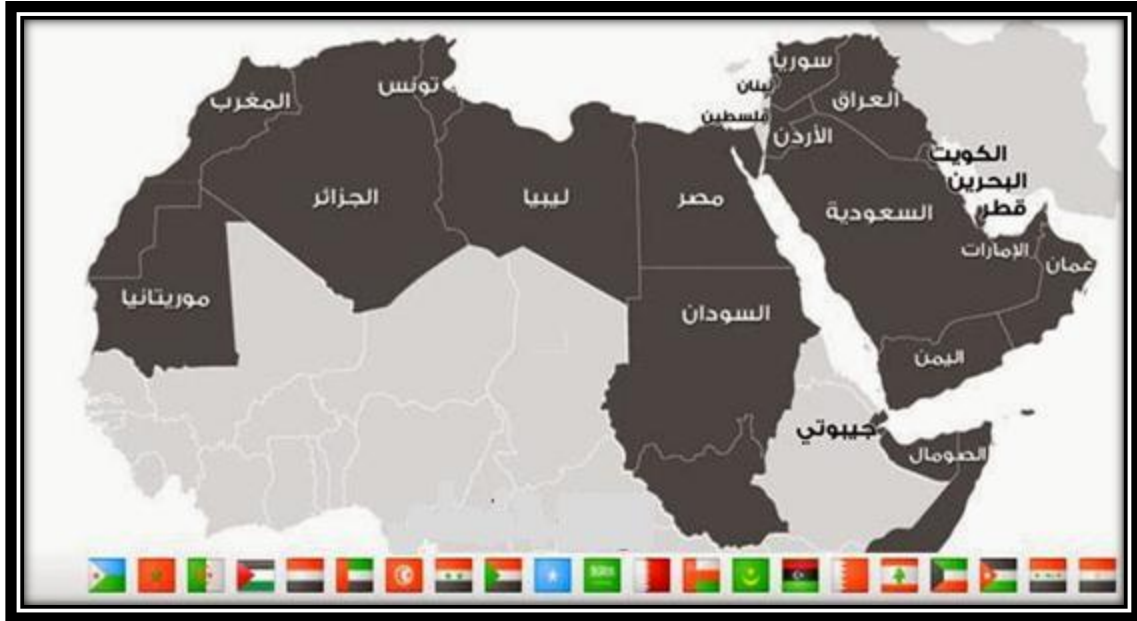 سوريا
لبنان
العراق
تونس
المغرب
فلسطين
الأردن
الكويت
البحرين
قطر
الجزائر
ليبيا
مصر
السعودية
الإمارات
عمان
موريتانيا
السودان
اليمن
جيبوتي
الصومال